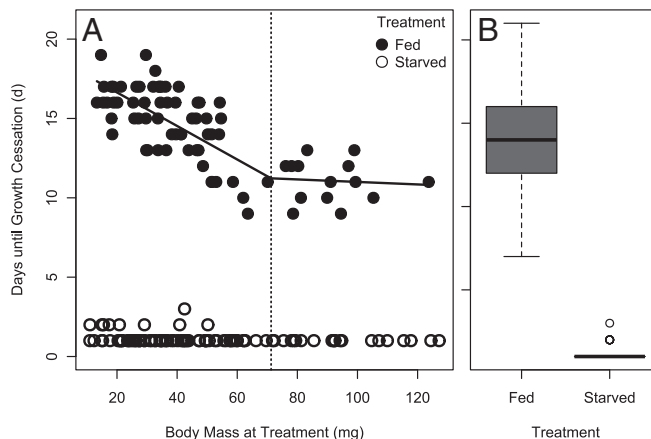 A
Treatment
Fed
Starved
Days until Growth Cessation (d)
20
15
10
5
0
20 40 60 80 100 120
Body Mass at Treatment (mg)
B
Fed Starved
Treatment